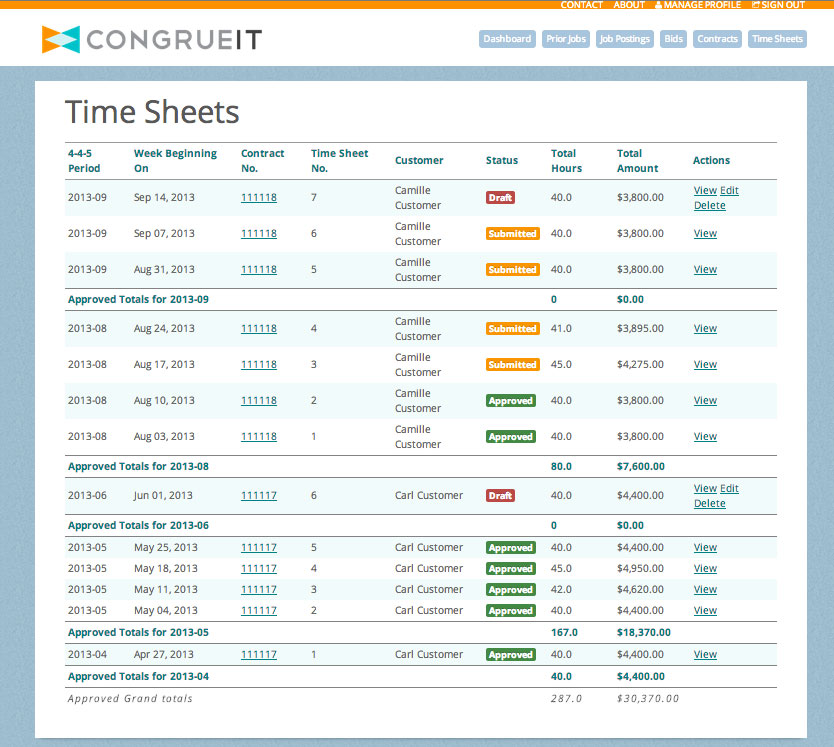 CONTACT ABOUT MANAGE PROFILE SIGN OUT
CONGRUEIT
Dashboard Prior Jobs Job Postings Bids Contracts Time Sheets
Time Sheets
4-4-5 Period Week Beginning On Contract No. Time Sheet No. Customer Status Total Hours Total Amount Actions
2013-09 Sep 14, 2013 111118 7 Camille Customer Draft 40.0 $3,800.00 View Edit Delete
2013-09 Sep 07, 2013 111118 6 Camille Customer Submitted 40.0 $3,800.00 View
2013-09 Aug 31, 2013 111118 5 Camille Customer Submitted 40.0 $3,800.00 View
Approved Totals for 2013-09 0 $0.00
2013-08 Aug 24, 2013 111118 4 Camille Customer Submitted 41.0 $3,895.00 View
2013-08 Aug 17, 2013 111118 3 Camille Customer Submitted 45.0 $4,275.00 View
2013-08 Aug 10, 2013 111118 2 Camille Customer Approved 40.0 $3,800.00 View
2013-08 Aug 03, 2013 111118 1 Camille Customer Approved 40.0 $3,800.00 View
Approved Totals for 2013-08 80.0 $7,600.00
2013-06 Jun 01, 2013 111117 6 Carl Customer Draft 40.0 $4,400.00 View Edit Delete
Approved Totals for 2013-06 0 $0.00
2013-05 May 25, 2013 111117 5 Carl Customer Approved 40.0 $4,400.00 View
2013-05 May 18, 2013 111117 4 Carl Customer Approved 45.0 $4,950.00 View
2013-05 May 11, 2013 111117 3 Carl Customer Approved 42.0 $4,620.00 View
2013-05 May 04, 2013 111117 2 Carl Customer Approved 40.0 $4,400.00 View
Approved Totals for 2013-05 167.0 $18,370.00
2013-04 Apr 27, 2013 111117 1 Carl Customer Approved 40.0 $4,400.00 View
Approved Totals for 2013-04 40.0 $4,400.00
Approved Grand totals 287.0 $30,370.00